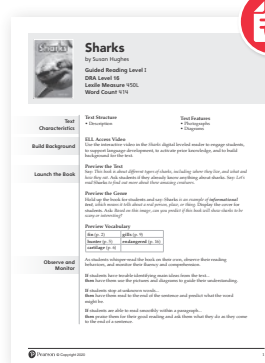 Sharks
Sharks
by Susan Hughes
Guided Reading Level I
DRA Level 16
Lexile Measure 450L
Word Count 414
Text Characteristics
Text Structure
• Description
Text Features
• Photographs
• Diagrams
Build Background
ELL Access Video
Use the interactive video in the Sharks digital leveled reader to engage students,
to support language development, to activate prior knowledge, and to build
background for the text.
Launch the Book
Preview the Text
Say: This book is about different types of sharks, including where they live, and what and
how they eat. Ask students if they already know anything about sharks. Say: Let's
read Sharks to find out more about these amazing creatures.
Preview the Genre
Hold up the book for students and say: Sharks is an example of informational
text, which means it tells about a real person, place, or thing. Display the cover for
students. Ask: Based on this image, can you predict if this book will show sharks to be
scary or interesting?
Preview Vocabulary
fin (p. 2) gills (p. 9)
hunter (p. 5) endangered (p. 16)
cartilage (p. 6)
Observe and Monitor
As students whisper-read the book on their own, observe their reading
behaviors, and monitor their fluency and comprehension.
If students have trouble identifying main ideas from the text...
then have them use the pictures and diagrams to guide their understanding.
If students stop at unknown words...
then have them read to the end of the sentence and predict what the word
might be.
If students are able to read smoothly within a paragraph...
then praise them for their good reading and ask them what they do as they come
to the end of a sentence.
Pearson © Copyright 2020
1